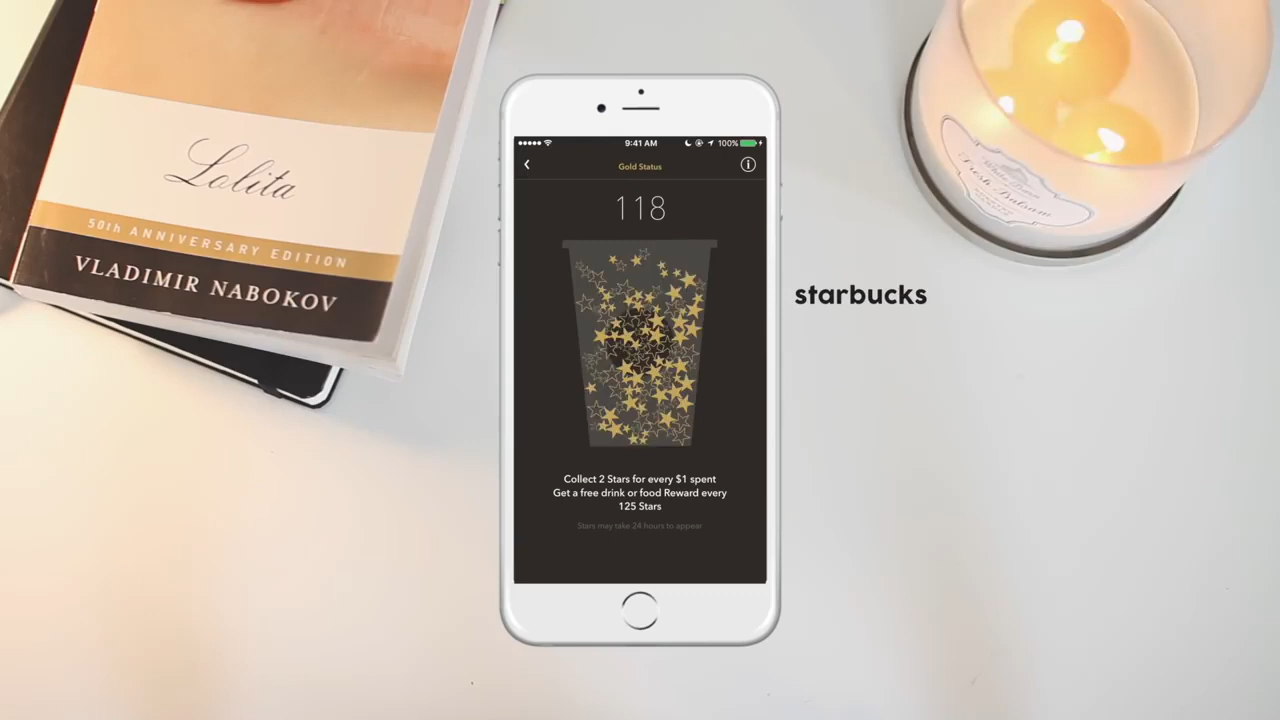 Lolita
50th ANNIVERSARY EDITION
VLADIMIR NABOKOV
9:41 AM
100%
Gold Status
118
Collect 2 Stars for every $1 spent
Get a free drink or food Reward every
125 Stars
Stars may take 24 hours to appear
starbucks
Fresh Balsam